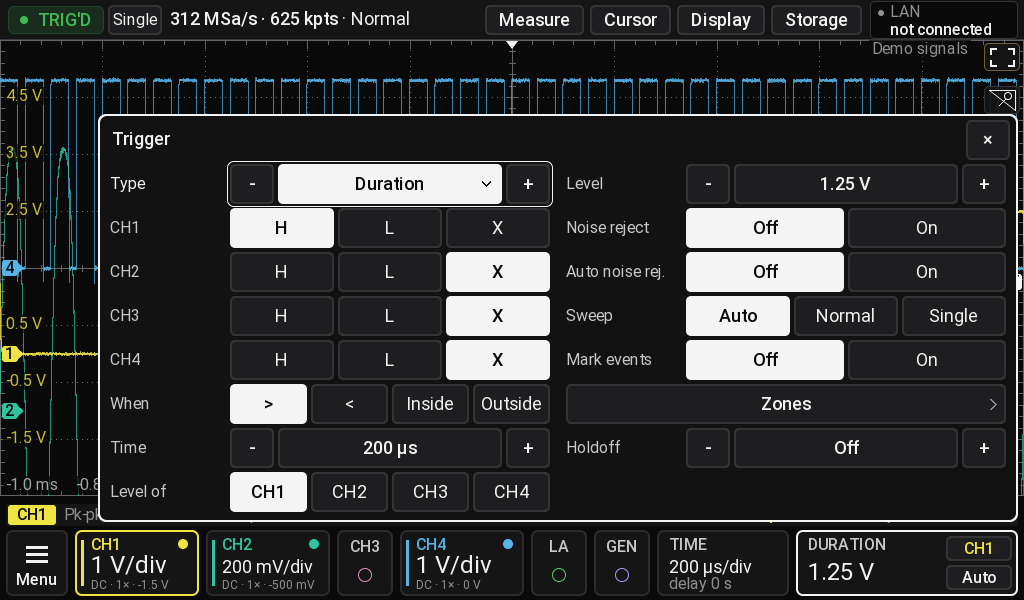 TRIG'D Single 312 MSa/s · 625 kpts · Normal Measure Cursor Display Storage LAN
not connected
Demo signals
4.5 V
3.5 V
2.5 V
4
0.5 V
1
-0.5 V
2
-1.5 V
-1.0 ms
Trigger ×
Type - Duration + Level - 1.25 V +
CH1 H L X Noise reject Off On
CH2 H L X Auto noise rej. Off On
CH3 H L X Sweep Auto Normal Single
CH4 H L X Mark events Off On
When > < Inside Outside Zones
Time - 200 µs + Holdoff - Off +
Level of CH1 CH2 CH3 CH4
CH1
Menu
CH1
1 V/div
DC · 1× · -1.5 V
CH2
200 mV/div
DC · 1× · -500 mV
CH3
CH4
1 V/div
DC · 1× · 0 V
LA
GEN
TIME
200 µs/div
delay 0 s
DURATION CH1
1.25 V Auto